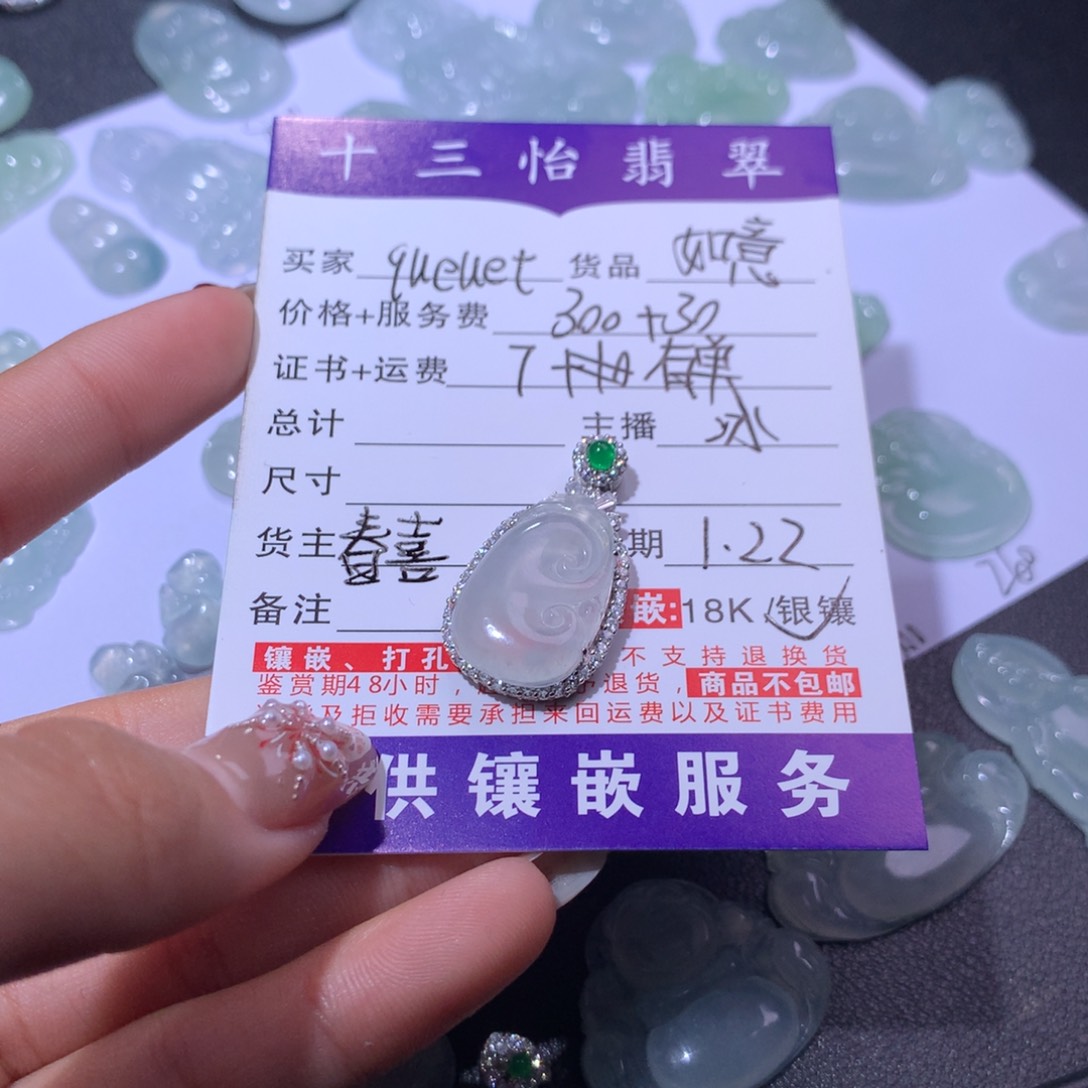 十三怡翡翠
买家 queuet 货品 如意
价格+服务费 300+30
证书+运费 7
总计 主播 冰
尺寸
货主 春喜 期 1.22
备注 嵌:18K/银镶
镶嵌、打孔 不支持退换货
鉴赏期48小时, 退货,商品不包邮
及拒收需要承担来回运费以及证书费用
供镶嵌服务